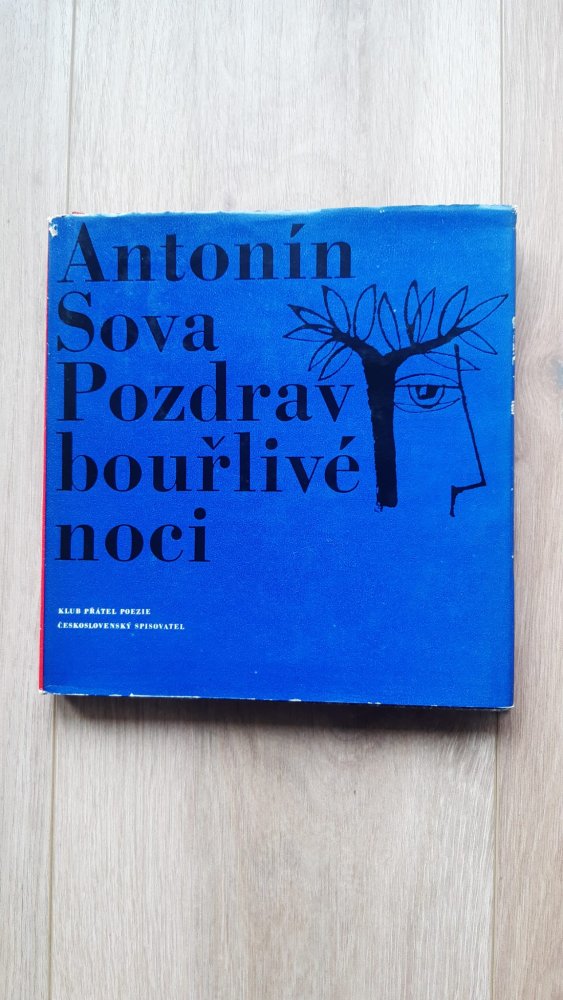 Antonín
Sova
Pozdrav
bouřlivé
noci
KLUB PŘÁTEL POEZIE
ČESKOSLOVENSKÝ SPISOVATEL